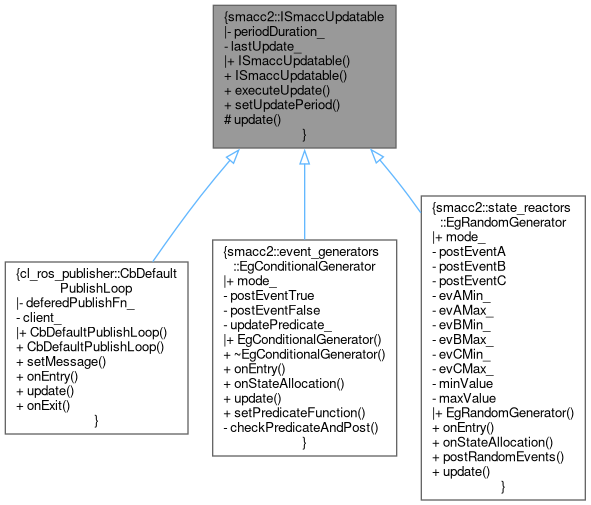 {smacc2::ISmaccUpdatable
|- periodDuration_
- lastUpdate_
|+ ISmaccUpdatable()
+ ISmaccUpdatable()
+ executeUpdate()
+ setUpdatePeriod()
# update()
}
{cl_ros_publisher::CbDefault
PublishLoop
|- deferedPublishFn_
- client_
|+ CbDefaultPublishLoop()
+ CbDefaultPublishLoop()
+ setMessage()
+ onEntry()
+ update()
+ onExit()
}
{smacc2::event_generators
::EgConditionalGenerator
|+ mode_
- postEventTrue
- postEventFalse
- updatePredicate_
|+ EgConditionalGenerator()
+ ~EgConditionalGenerator()
+ onEntry()
+ onStateAllocation()
+ update()
+ setPredicateFunction()
- checkPredicateAndPost()
}
{smacc2::state_reactors
::EgRandomGenerator
|+ mode_
- postEventA
- postEventB
- postEventC
- evAMin_
- evAMax_
- evBMin_
- evBMax_
- evCMin_
- evCMax_
- minValue
- maxValue
|+ EgRandomGenerator()
+ onEntry()
+ onStateAllocation()
+ postRandomEvents()
+ update()
}